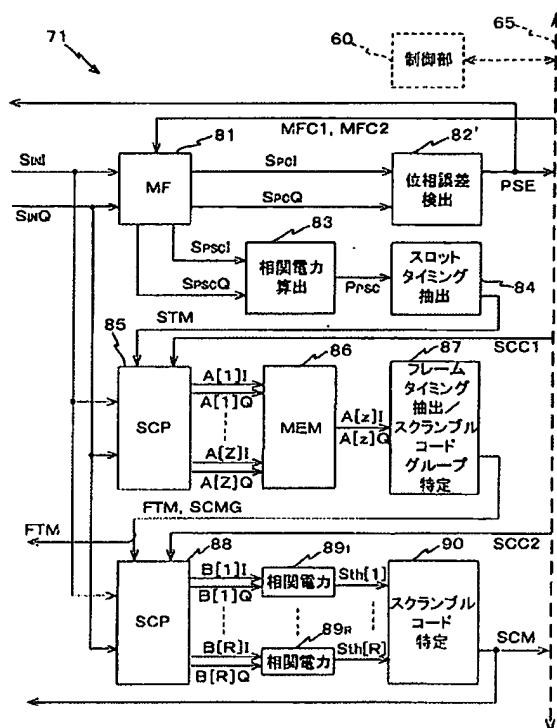 71
60
65
制御部
81
MFC1, MFC2
82'
SINI
MF
SPCI
位相誤差
検出
PSE
SPCQ
SINQ
83
SPSCI
SPSCQ
相関電力
算出
PPSC
スロット
タイミング
抽出
84
STM
85
86
87
SCC1
SCP
A[1]I
A[1]Q
A[Z]I
A[Z]Q
MEM
A[z]I
A[z]Q
フレーム
タイミング
抽出/
スクランブル
コード
グループ
特定
FTM, SCMG
FTM
88
89I
90
SCC2
SCP
B[1]I
B[1]Q
相関電力
Sth[1]
スクランブル
コード
特定
89R
B[R]I
B[R]Q
相関電力
Sth[R]
SCM